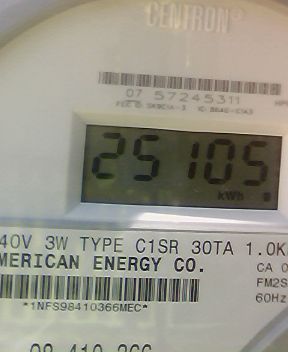 CENTRON®
07 57245311
25105
kWh
40V 3W TYPE C1SR 30TA 1.0K
MERICAN ENERGY CO.
CA 0
FM2S
60Hz
*1NFS98410366MEC*